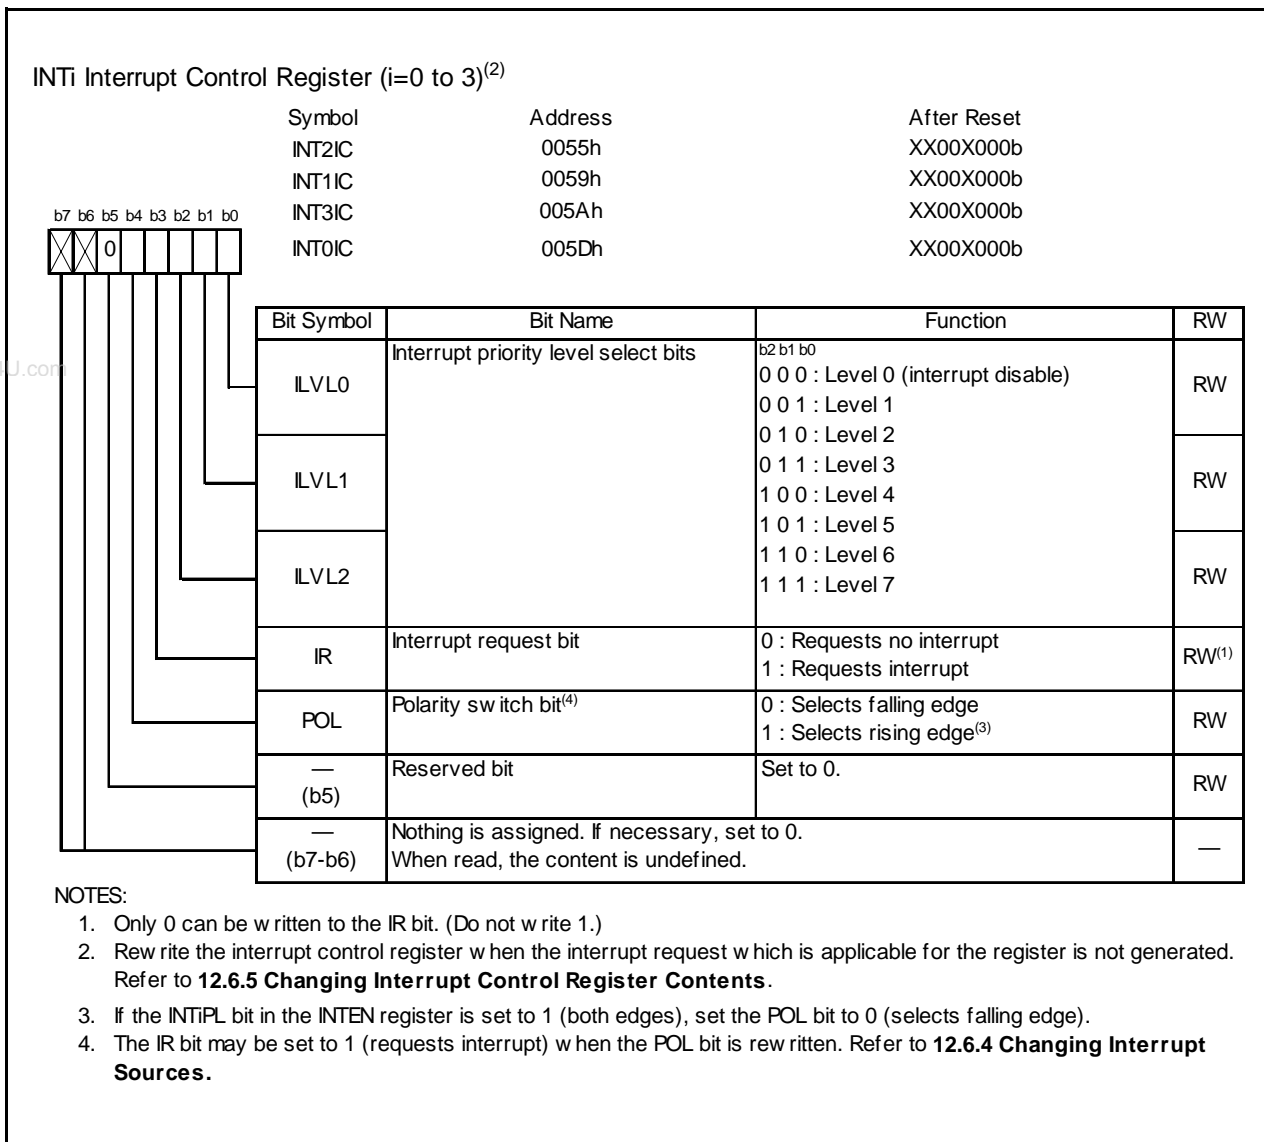 INTi Interrupt Control Register (i=0 to 3)(2)
Symbol Address After Reset
INT2IC 0055h XX00X000b
INT1IC 0059h XX00X000b
INT3IC 005Ah XX00X000b
INT0IC 005Dh XX00X000b
b7 b6 b5 b4 b3 b2 b1 b0
0
Bit Symbol Bit Name Function RW
ILVL0 Interrupt priority level select bits b2 b1 b0
0 0 0 : Level 0 (interrupt disable) RW
0 0 1 : Level 1
0 1 0 : Level 2
ILVL1 0 1 1 : Level 3 RW
1 0 0 : Level 4
1 0 1 : Level 5
ILVL2 1 1 0 : Level 6 RW
1 1 1 : Level 7
IR Interrupt request bit 0 : Requests no interrupt RW(1)
1 : Requests interrupt
POL Polarity switch bit(4) 0 : Selects falling edge RW
1 : Selects rising edge(3)
— Reserved bit Set to 0. RW
(b5)
— Nothing is assigned. If necessary, set to 0. —
(b7-b6) When read, the content is undefined.
4U.com
NOTES:
1. Only 0 can be written to the IR bit. (Do not write 1.)
2. Rewrite the interrupt control register when the interrupt request which is applicable for the register is not generated.
Refer to 12.6.5 Changing Interrupt Control Register Contents.
3. If the INTiPL bit in the INTEN register is set to 1 (both edges), set the POL bit to 0 (selects falling edge).
4. The IR bit may be set to 1 (requests interrupt) when the POL bit is rewritten. Refer to 12.6.4 Changing Interrupt
Sources.